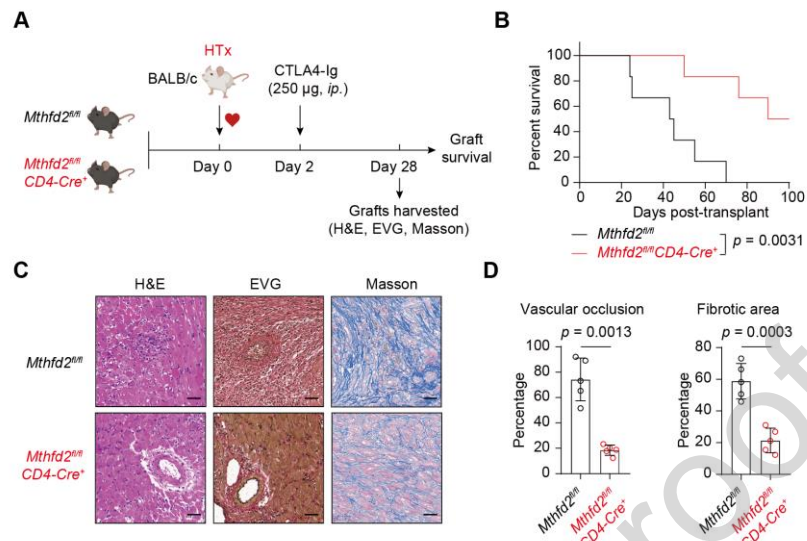 A
HTx
BALB/c
CTLA4-Ig
(250 µg, ip.)
Mthfd2fl/fl
Mthfd2fl/fl
CD4-Cre+
Day 0
Day 2
Day 28
Graft
survival
Grafts harvested
(H&E, EVG, Masson)
B
Percent survival
100
80
60
40
20
0
0 20 40 60 80 100
Days post-transplant
Mthfd2fl/fl
Mthfd2fl/flCD4-Cre+
p = 0.0031
C
H&E EVG Masson
Mthfd2fl/fl
Mthfd2fl/fl
CD4-Cre+
D
Vascular occlusion
p = 0.0013
Percentage
100
80
60
40
20
0
Mthfd2fl/fl
Mthfd2fl/fl
CD4-Cre+
Fibrotic area
p = 0.0003
Percentage
80
60
40
20
0
Mthfd2fl/fl
Mthfd2fl/fl
CD4-Cre+
roof